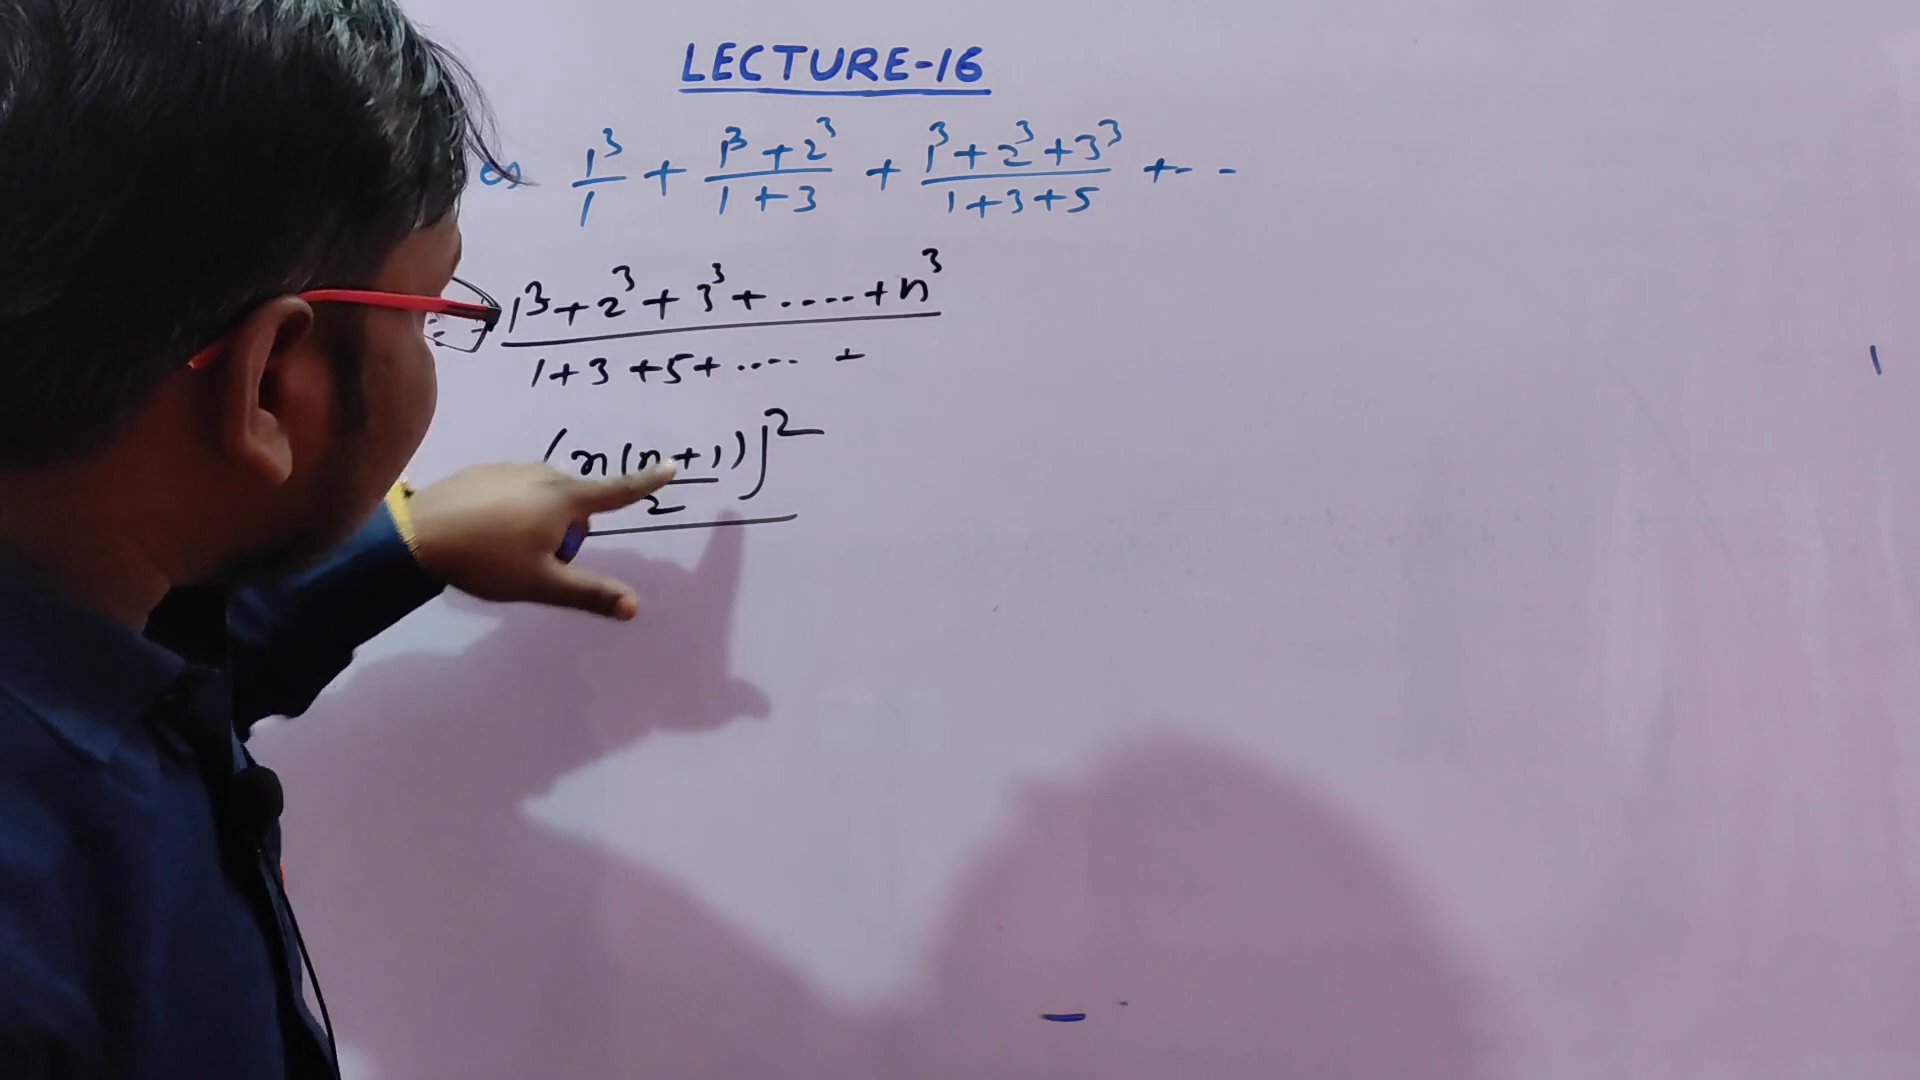 LECTURE-16
1³/1 + 1³+2³/1+3 + 1³+2³+3³/1+3+5 +--
1³+2³+3³+.....+n³
1+3+5+.... +
(n(n+1))²
2